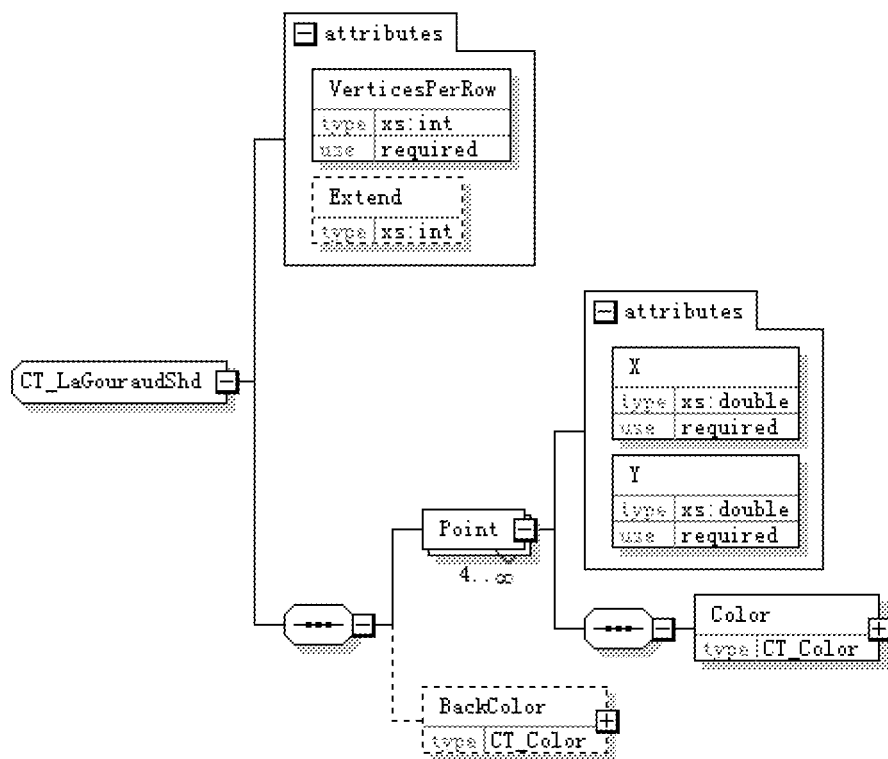 attributes
VerticesPerRow
type xs:int
use required
Extend
type xs:int
CT_LaGouraudShd
attributes
X
type xs:double
use required
Y
type xs:double
use required
Point
4..∞
Color
type CT_Color
BackColor
type CT_Color